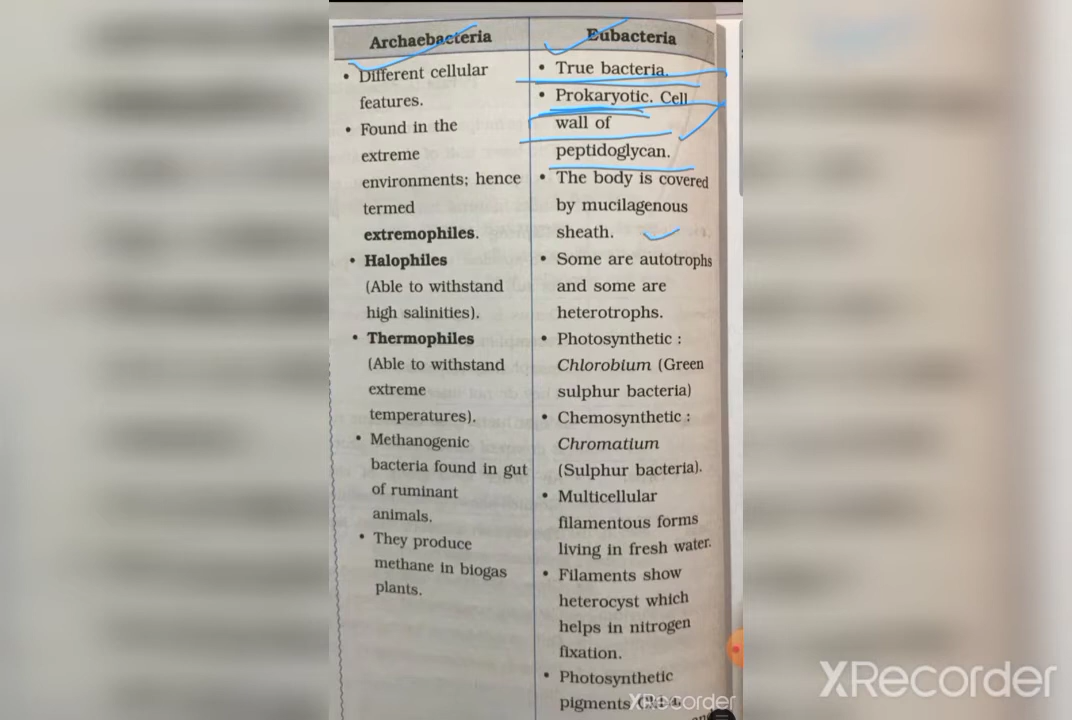 Archaebacteria
• Different cellular
features.
• Found in the
extreme
environments; hence
termed
extremophiles.
• Halophiles
(Able to withstand
high salinities).
• Thermophiles
(Able to withstand
extreme
temperatures).
• Methanogenic
bacteria found in gut
of ruminant
animals.
• They produce
methane in biogas
plants.
Eubacteria
• True bacteria.
• Prokaryotic. Cell
wall of
peptidoglycan.
• The body is covered
by mucilagenous
sheath.
• Some are autotrophs
and some are
heterotrophs.
• Photosynthetic :
Chlorobium (Green
sulphur bacteria)
• Chemosynthetic :
Chromatium
(Sulphur bacteria).
• Multicellular
filamentous forms
living in fresh water.
• Filaments show
heterocyst which
helps in nitrogen
fixation.
• Photosynthetic
pigments
XRecorder
XRecorder